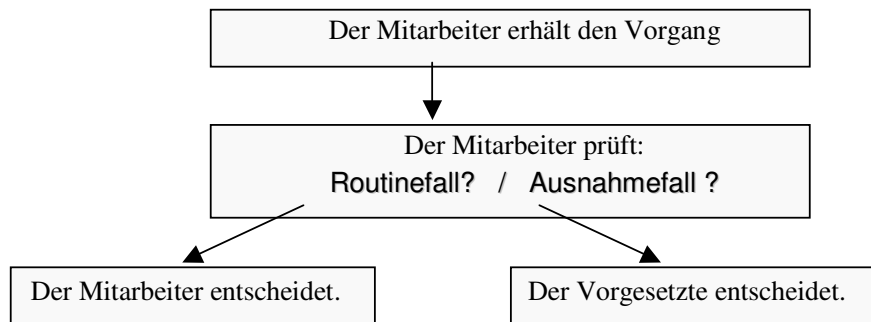 Der Mitarbeiter erhält den Vorgang
Der Mitarbeiter prüft:
Routinefall? / Ausnahmefall ?
Der Mitarbeiter entscheidet.
Der Vorgesetzte entscheidet.